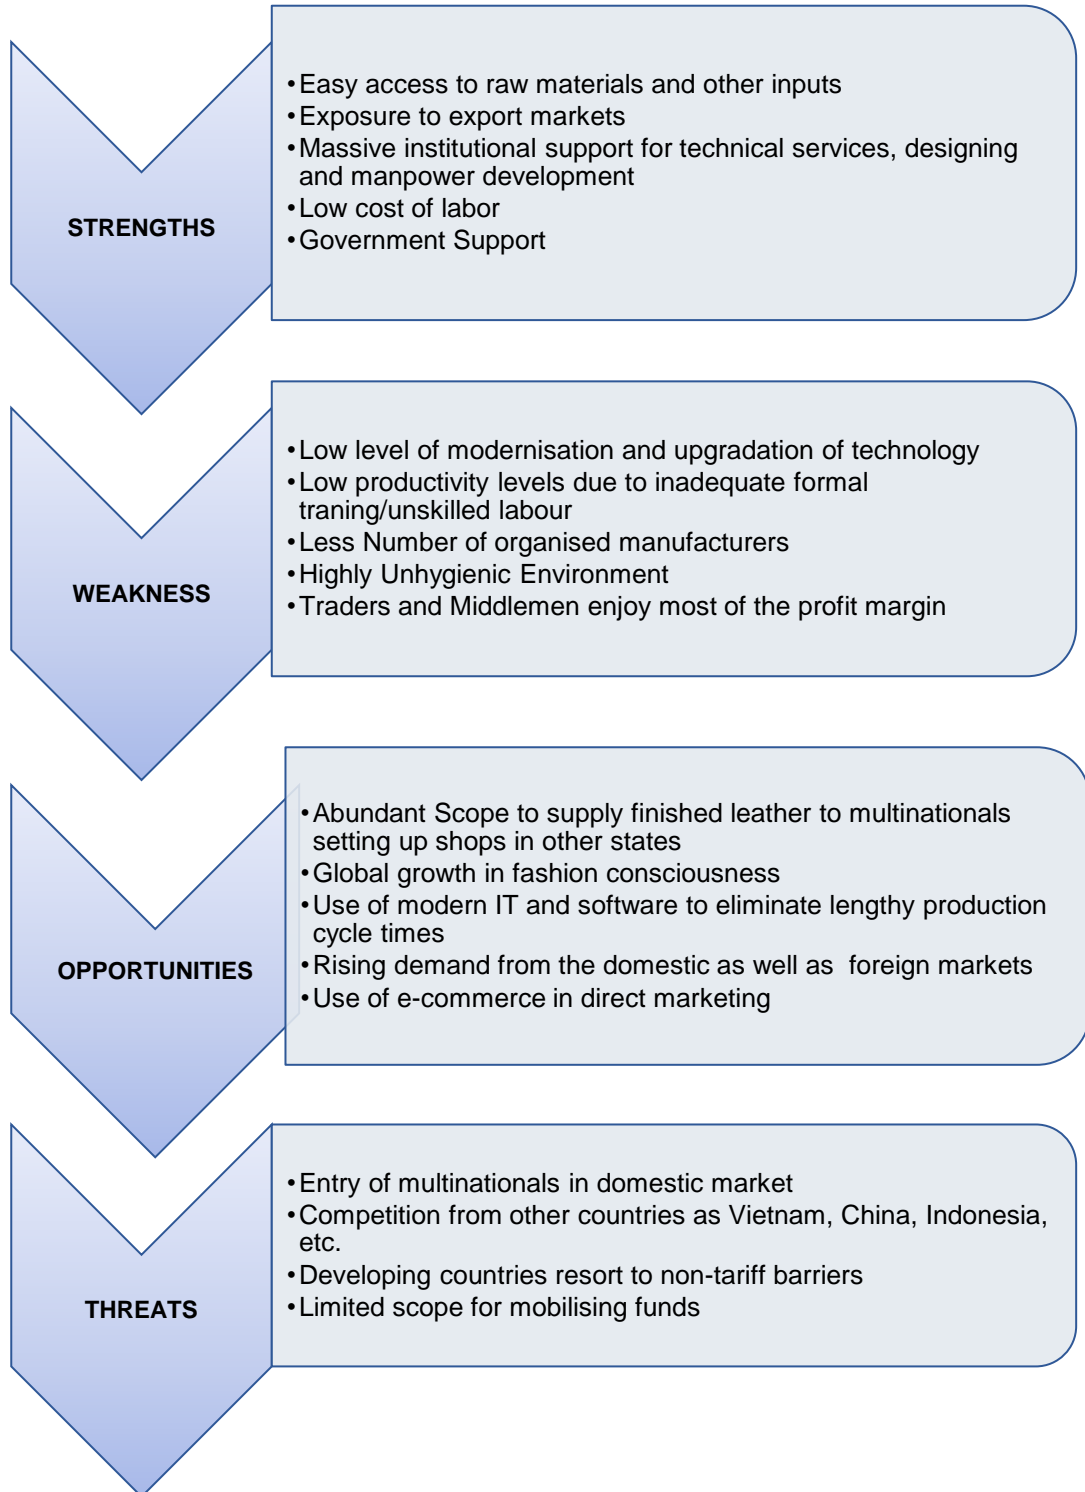 STRENGTHS
•Easy access to raw materials and other inputs
•Exposure to export markets
•Massive institutional support for technical services, designing
and manpower development
•Low cost of labor
•Government Support
WEAKNESS
•Low level of modernisation and upgradation of technology
•Low productivity levels due to inadequate formal
traning/unskilled labour
•Less Number of organised manufacturers
•Highly Unhygienic Environment
•Traders and Middlemen enjoy most of the profit margin
OPPORTUNITIES
•Abundant Scope to supply finished leather to multinationals
setting up shops in other states
•Global growth in fashion consciousness
•Use of modern IT and software to eliminate lengthy production
cycle times
•Rising demand from the domestic as well as  foreign markets
•Use of e-commerce in direct marketing
THREATS
•Entry of multinationals in domestic market
•Competition from other countries as Vietnam, China, Indonesia,
etc.
•Developing countries resort to non-tariff barriers
•Limited scope for mobilising funds